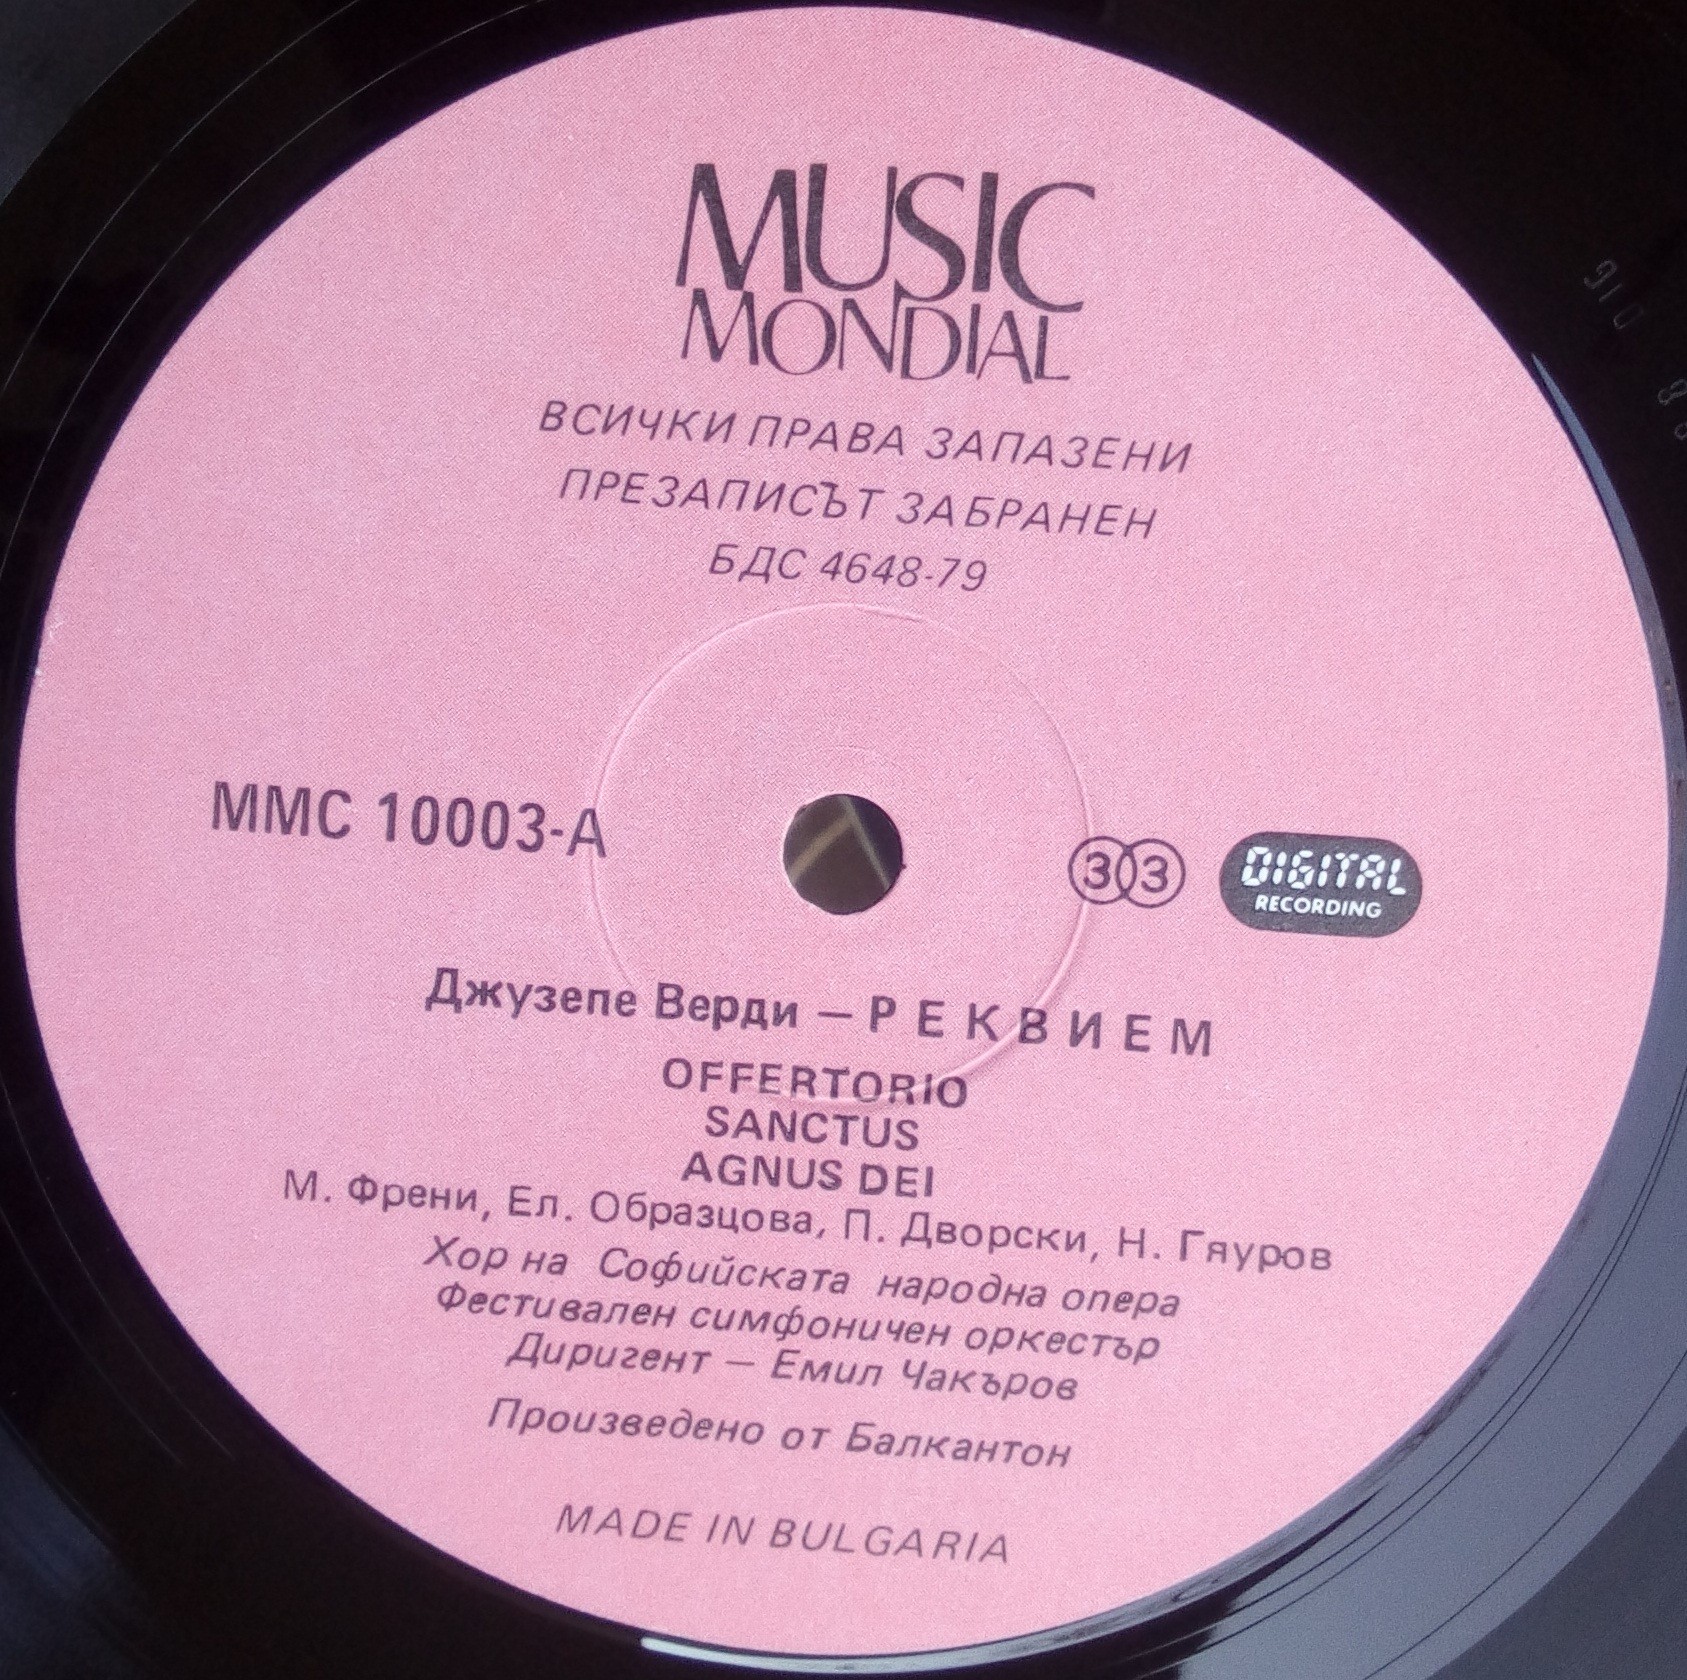 MUSIC
MONDIAL
ВСИЧКИ ПРАВА ЗАПАЗЕНИ
ПРЕЗАПИСЪТ ЗАБРАНЕН
БДС 4648-79
ММС 10003-А
33
DIGITAL
RECORDING
Джузепе Верди — РЕКВИЕМ
OFFERTORIO
SANCTUS
AGNUS DEI
М. Френи, Ел. Образцова, П. Дворски, Н. Гяуров
Хор на Софийската народна опера
Фестивален симфоничен оркестър
Диригент — Емил Чакъров
Произведено от Балкантон
MADE IN BULGARIA